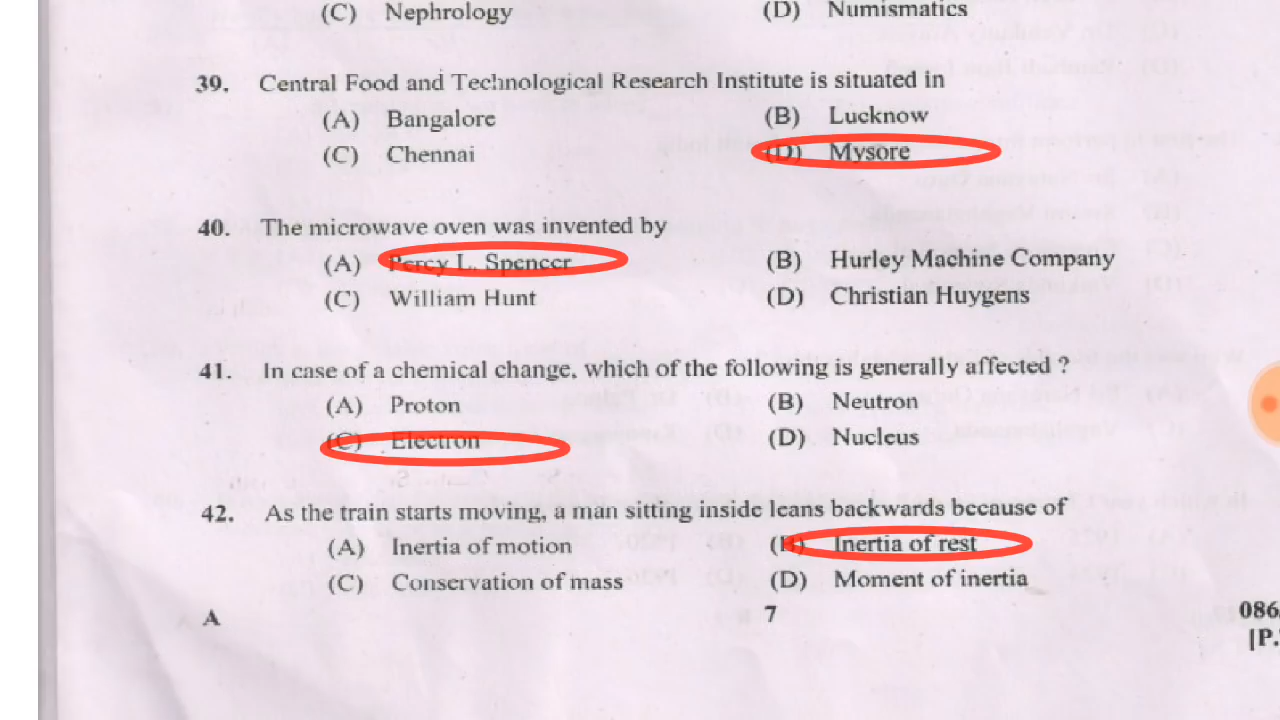 (C) Nephrology (D) Numismatics
39. Central Food and Technological Research Institute is situated in
(A) Bangalore (B) Lucknow
(C) Chennai (D) Mysore
40. The microwave oven was invented by
(A) Percy L. Spencer (B) Hurley Machine Company
(C) William Hunt (D) Christian Huygens
41. In case of a chemical change, which of the following is generally affected ?
(A) Proton (B) Neutron
(C) Electron (D) Nucleus
42. As the train starts moving, a man sitting inside leans backwards because of
(A) Inertia of motion (B) Inertia of rest
(C) Conservation of mass (D) Moment of inertia
A 7 086
[P.